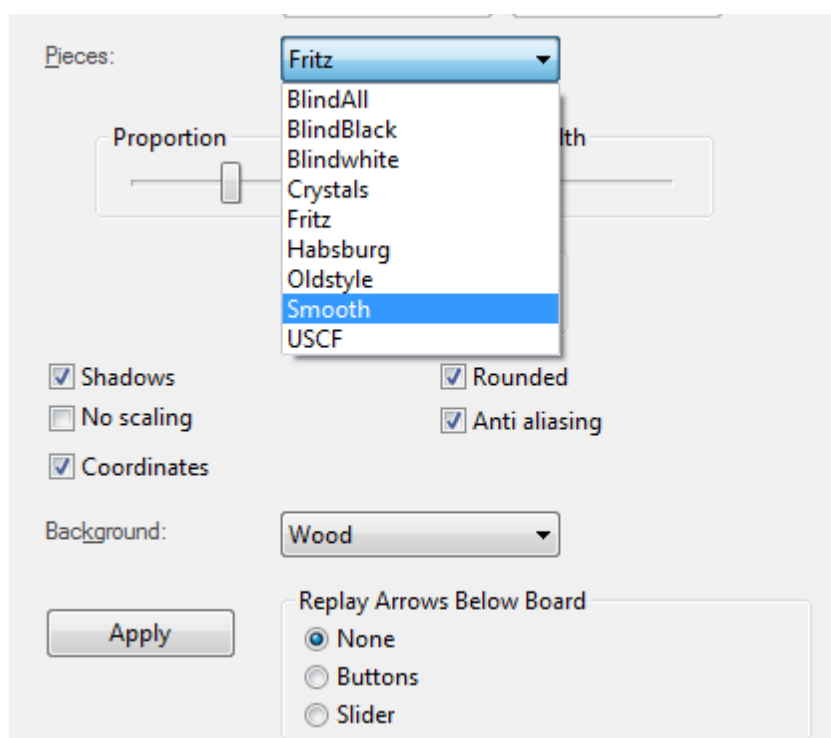 Pieces:
Fritz
BlindAll
BlindBlack
Proportion
Blindwhite
Crystals
Fritz
Habsburg
Oldstyle
Smooth
USCF
Shadows
Rounded
No scaling
Anti aliasing
Coordinates
Background:
Wood
Replay Arrows Below Board
Apply
None
Buttons
Slider